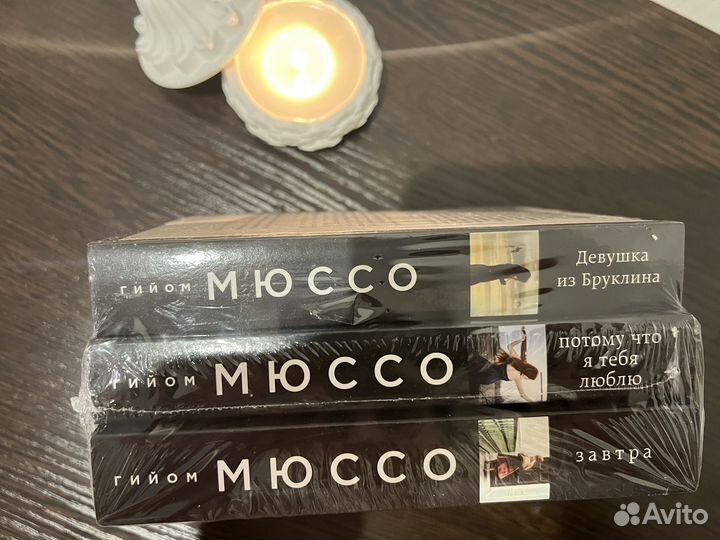 гийом МЮССО
Девушка
из Бруклина
гийом МЮССО
потому что
я тебя
люблю
гийом МЮССО
завтра
Avito